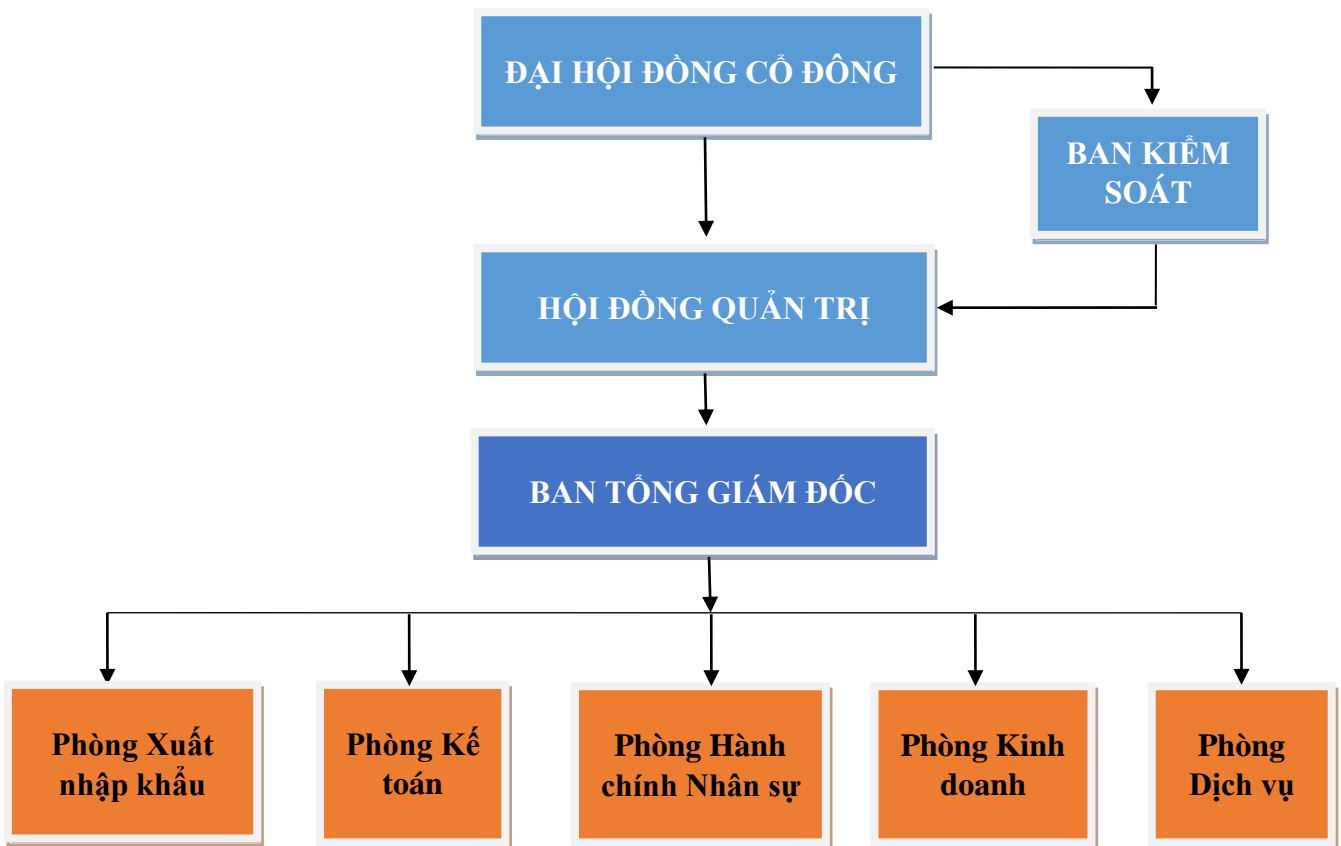 ĐẠI HỘI ĐỒNG CỔ ĐÔNG
BAN KIỂM
SOÁT
HỘI ĐỒNG QUẢN TRỊ
BAN TỔNG GIÁM ĐỐC
Phòng Xuất
nhập khẩu
Phòng Kế
toán
Phòng Hành
chính Nhân sự
Phòng Kinh
doanh
Phòng
Dịch vụ